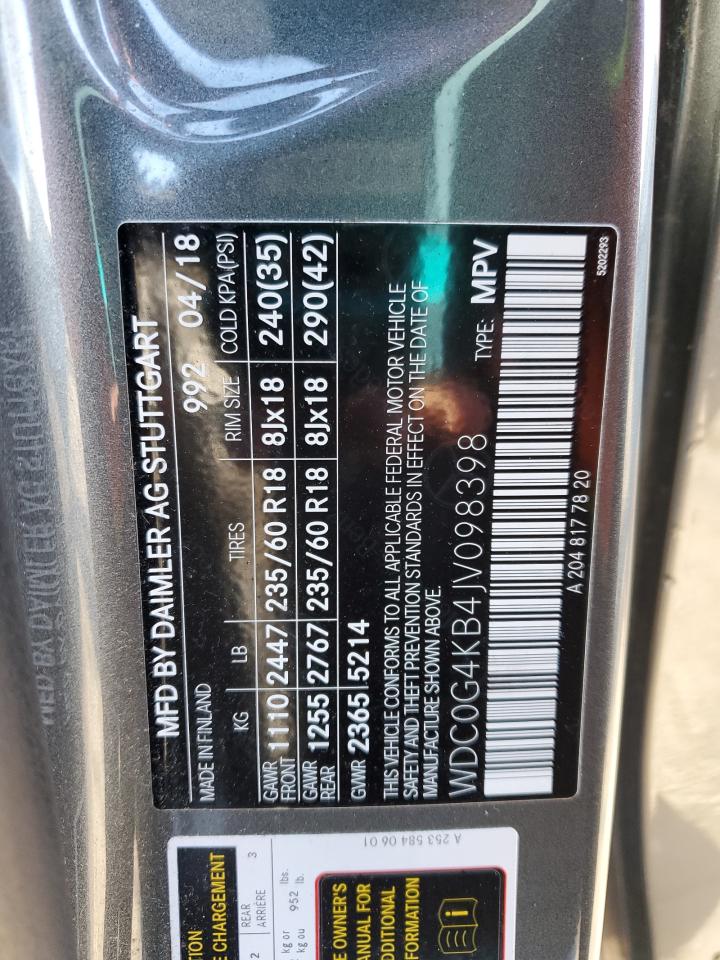 MFD BY DAIMLER AG STUTTGART
MADE IN FINLAND 992 04/18
KG LB TIRES RIM SIZE COLD KPA (PSI)
GAWR FRONT 1110 2447 235/60 R18 8Jx18 240(35)
GAWR REAR 1255 2767 235/60 R18 8Jx18 290(42)
GVWR 2365 5214
THIS VEHICLE CONFORMS TO ALL APPLICABLE FEDERAL MOTOR VEHICLE
SAFETY AND THEFT PREVENTION STANDARDS IN EFFECT ON THE DATE OF
MANUFACTURE SHOWN ABOVE.
WDC0G4KB4JV098398 TYPE: MPV
A 204 817 78 20
5202293
A 253 584 06 01
E CHARGEMENT
2 REAR
ARRIÈRE 3
kg or
kg ou 952 lbs.
lb.
E OWNER'S
ANUAL FOR
DDITIONAL
FORMATION